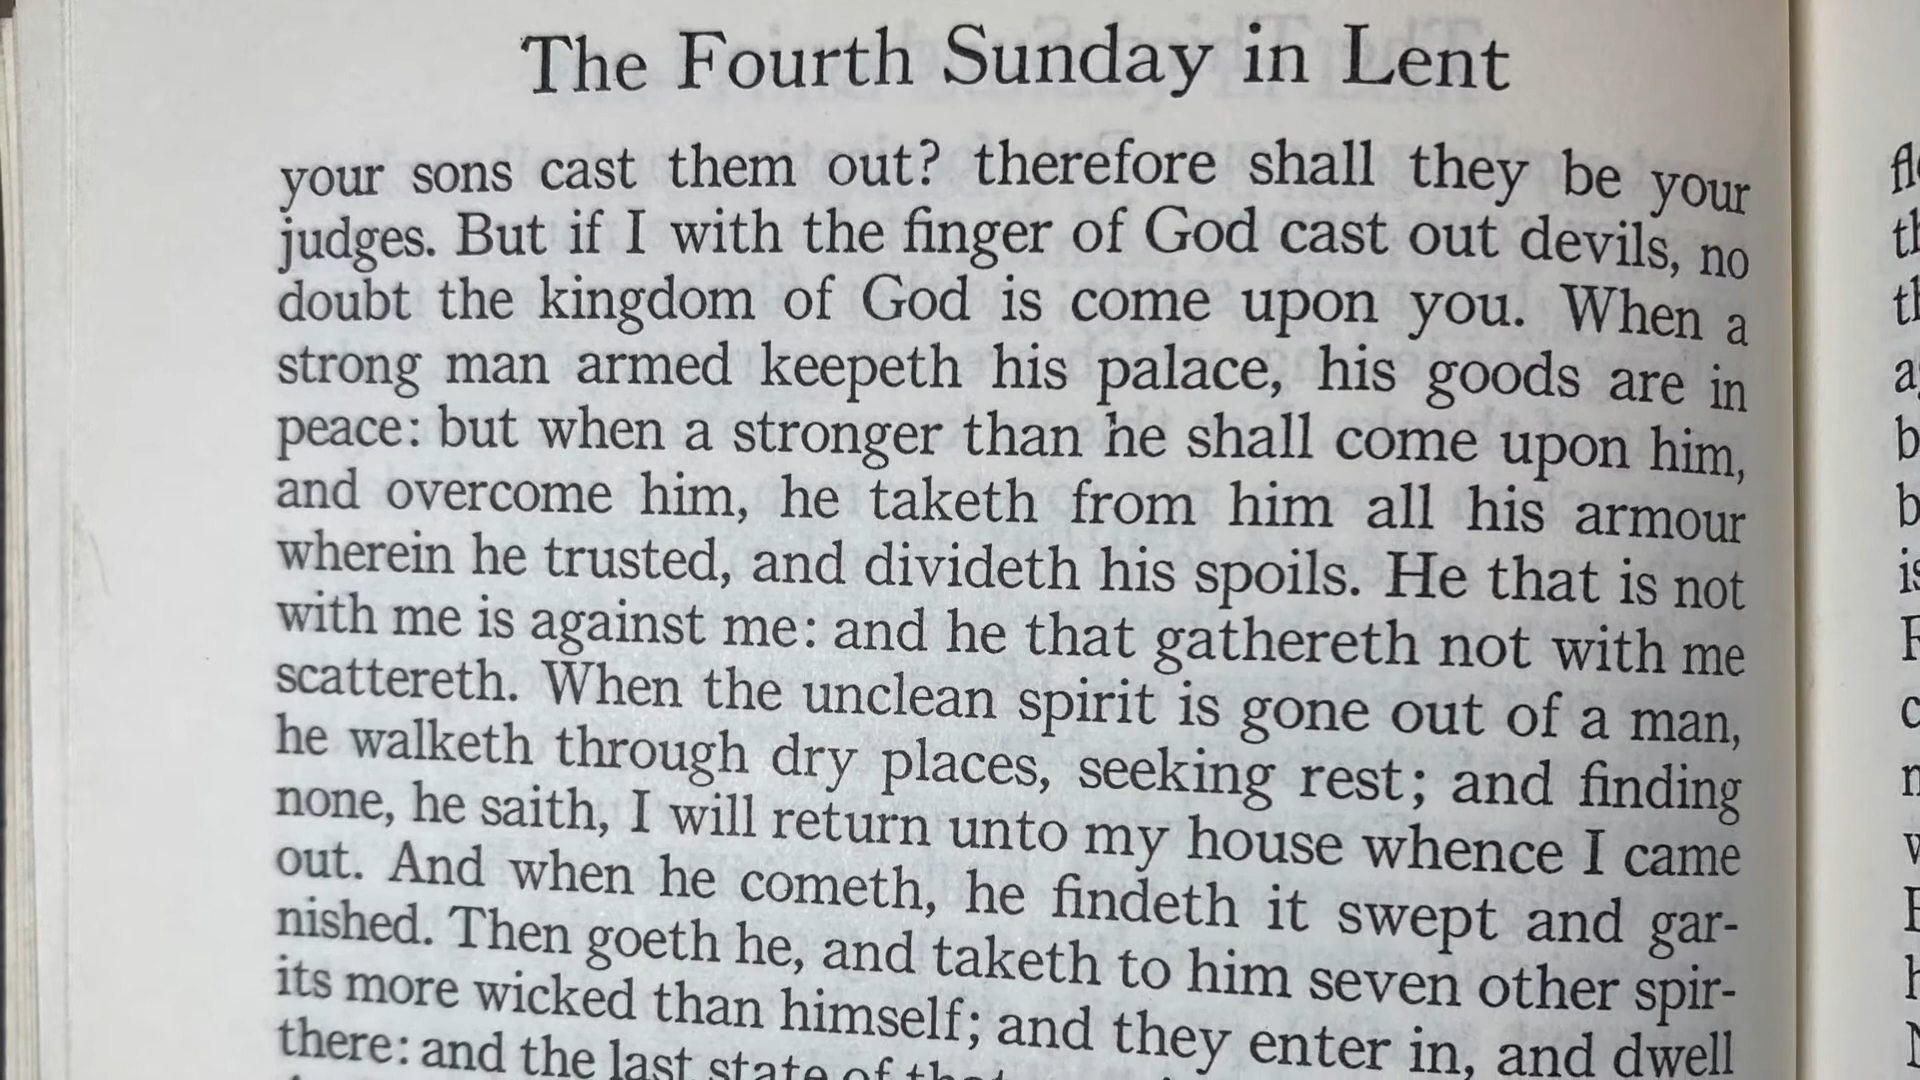 The Fourth Sunday in Lent
your sons cast them out? therefore shall they be your
judges. But if I with the finger of God cast out devils, no
doubt the kingdom of God is come upon you. When a
strong man armed keepeth his palace, his goods are in
peace: but when a stronger than he shall come upon him,
and overcome him, he taketh from him all his armour
wherein he trusted, and divideth his spoils. He that is not
with me is against me: and he that gathereth not with me
scattereth. When the unclean spirit is gone out of a man,
he walketh through dry places, seeking rest; and finding
none, he saith, I will return unto my house whence I came
out. And when he cometh, he findeth it swept and gar-
nished. Then goeth he, and taketh to him seven other spir-
its more wicked than himself; and they enter in, and dwell
there: and the last state of that